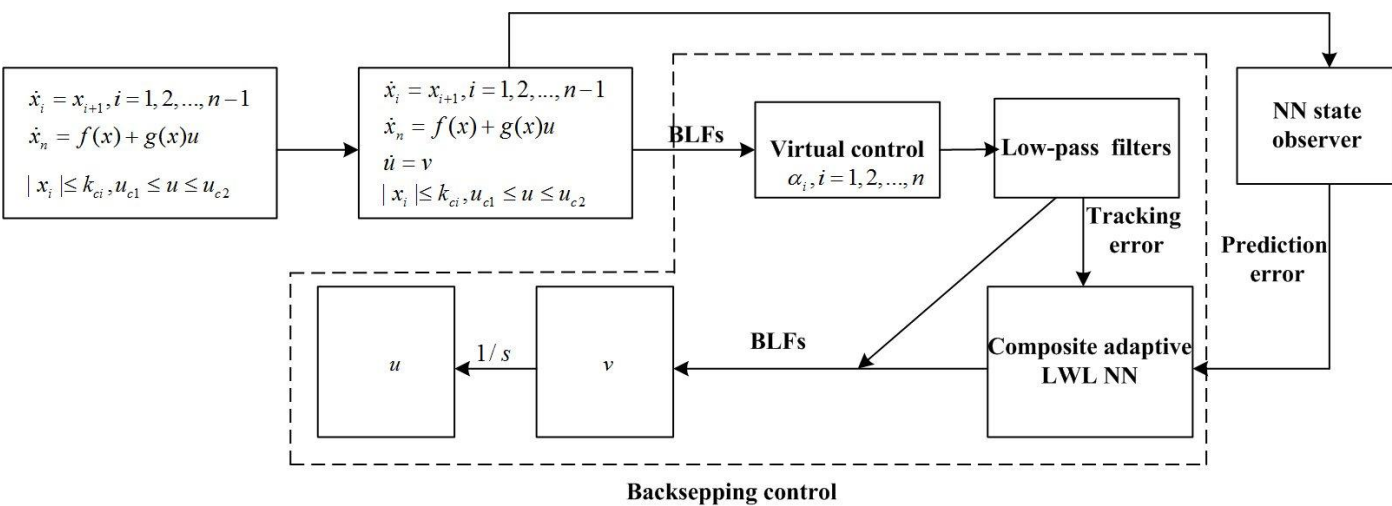 ẋ_i = x_{i+1}, i = 1, 2, ..., n−1
ẋ_n = f(x) + g(x)u
| x_i | ≤ k_{ci}, u_{c1} ≤ u ≤ u_{c2}
ẋ_i = x_{i+1}, i = 1, 2, ..., n−1
ẋ_n = f(x) + g(x)u
u̇ = v
| x_i | ≤ k_{ci}, u_{c1} ≤ u ≤ u_{c2}
BLFs
Virtual control
α_i, i = 1, 2, ..., n
Low-pass filters
NN state
observer
Tracking
error
Prediction
error
Composite adaptive
LWL NN
BLFs
v
1/s
u
Backsepping control